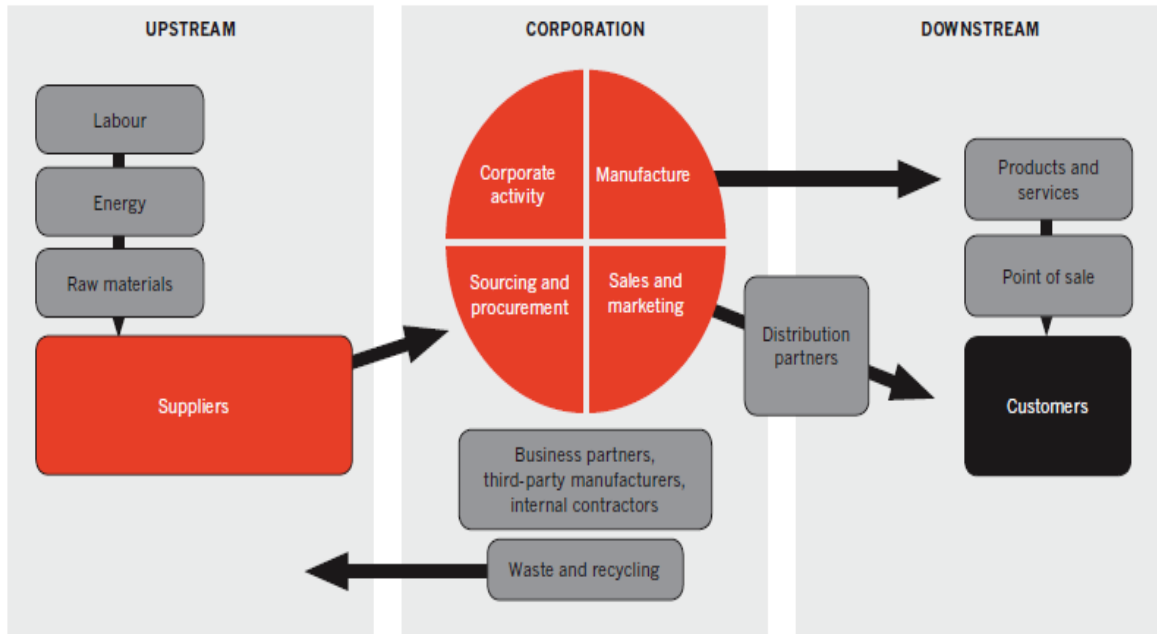 UPSTREAM
Labour
Energy
Raw materials
Suppliers
CORPORATION
Corporate
activity
Manufacture
Sourcing and
procurement
Sales and
marketing
Business partners,
third-party manufacturers,
internal contractors
Waste and recycling
Distribution
partners
DOWNSTREAM
Products and
services
Point of sale
Customers